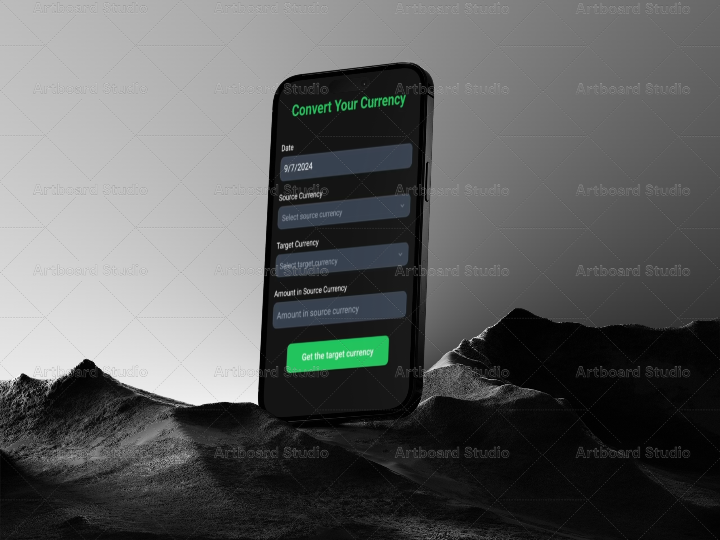 Artboard Studio Artboard Studio Artboard Studio Artboard Studio
Artboard Studio Artboard Studio Artboard Studio Artboard Studio
Convert Your Currency
Date
9/7/2024
Artboard Studio Artboard Studio Artboard Studio Artboard Studio
Source Currency
Select source currency
Target Currency
Select target currency
Artboard Studio Artboard Studio Artboard Studio Artboard Studio
Amount in Source Currency
Amount in source currency
Get the target currency
Artboard Studio Artboard Studio Artboard Studio Artboard Studio
Artboard Studio Artboard Studio Artboard Studio Artboard Studio